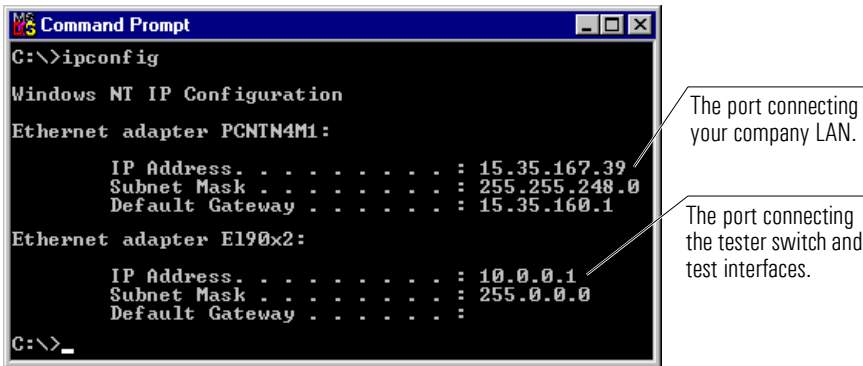 Command Prompt
C:\>ipconfig
Windows NT IP Configuration
Ethernet adapter PCNTN4M1:
IP Address. . . . . . . . . : 15.35.167.39
Subnet Mask . . . . . . . . : 255.255.248.0
Default Gateway . . . . . . : 15.35.160.1
Ethernet adapter El90x2:
IP Address. . . . . . . . . : 10.0.0.1
Subnet Mask . . . . . . . . : 255.0.0.0
Default Gateway . . . . . . :
C:\>_
The port connecting
your company LAN.
The port connecting
the tester switch and
test interfaces.